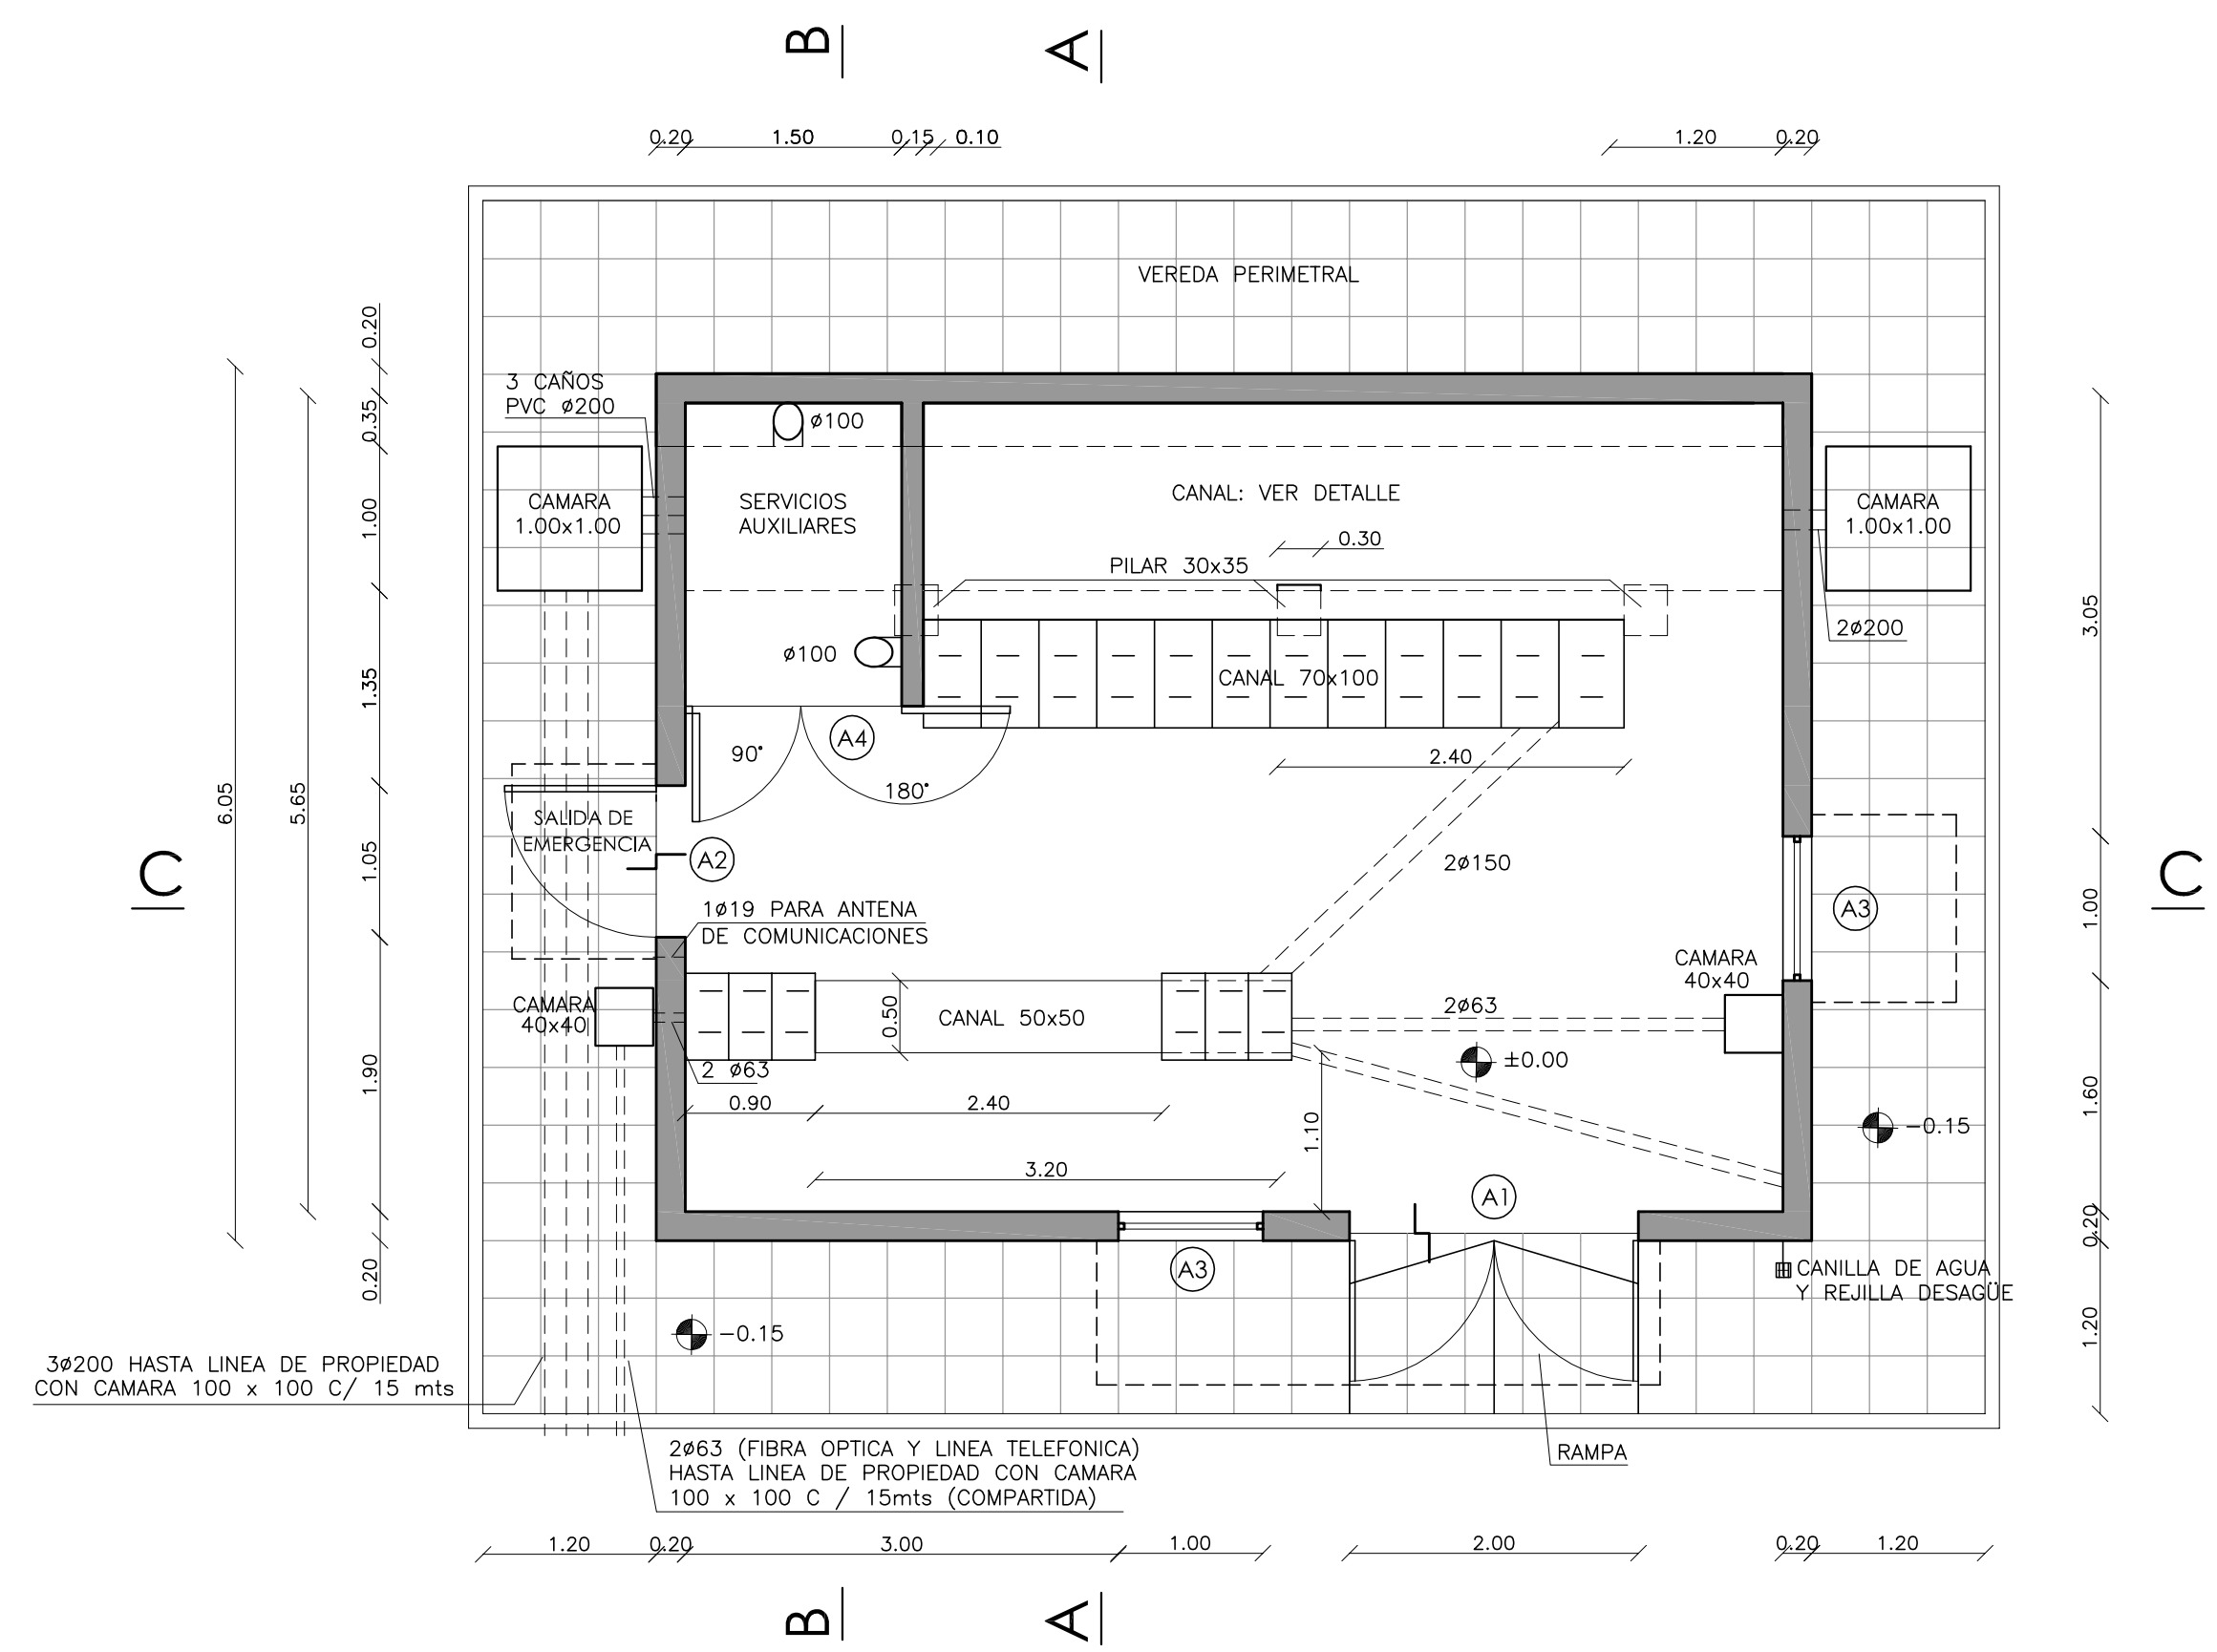 B
A
0.20
1.50
0.15
0.10
1.20
0.20
VEREDA PERIMETRAL
0.20
0.35
1.00
1.35
1.05
1.90
0.20
6.05
5.65
3 CAÑOS
PVC ø200
ø100
CAMARA
1.00x1.00
SERVICIOS
AUXILIARES
CANAL: VER DETALLE
0.30
PILAR 30x35
CAMARA
1.00x1.00
2ø200
3.05
ø100
CANAL 70x100
A4
90°
180°
2.40
SALIDA DE
EMERGENCIA
A2
2ø150
C
C
1ø19 PARA ANTENA
DE COMUNICACIONES
A3
1.00
CAMARA
40x40
CAMARA
40x40
0.50
CANAL 50x50
2ø63
±0.00
2 ø63
0.90
2.40
1.10
1.60
-0.15
3.20
A1
0.20
A3
CANILLA DE AGUA
Y REJILLA DESAGÜE
1.20
-0.15
3ø200 HASTA LINEA DE PROPIEDAD
CON CAMARA 100 x 100 C/ 15 mts
2ø63 (FIBRA OPTICA Y LINEA TELEFONICA)
HASTA LINEA DE PROPIEDAD CON CAMARA
100 x 100 C / 15mts (COMPARTIDA)
RAMPA
1.20
0.20
3.00
1.00
2.00
0.20
1.20
B
A